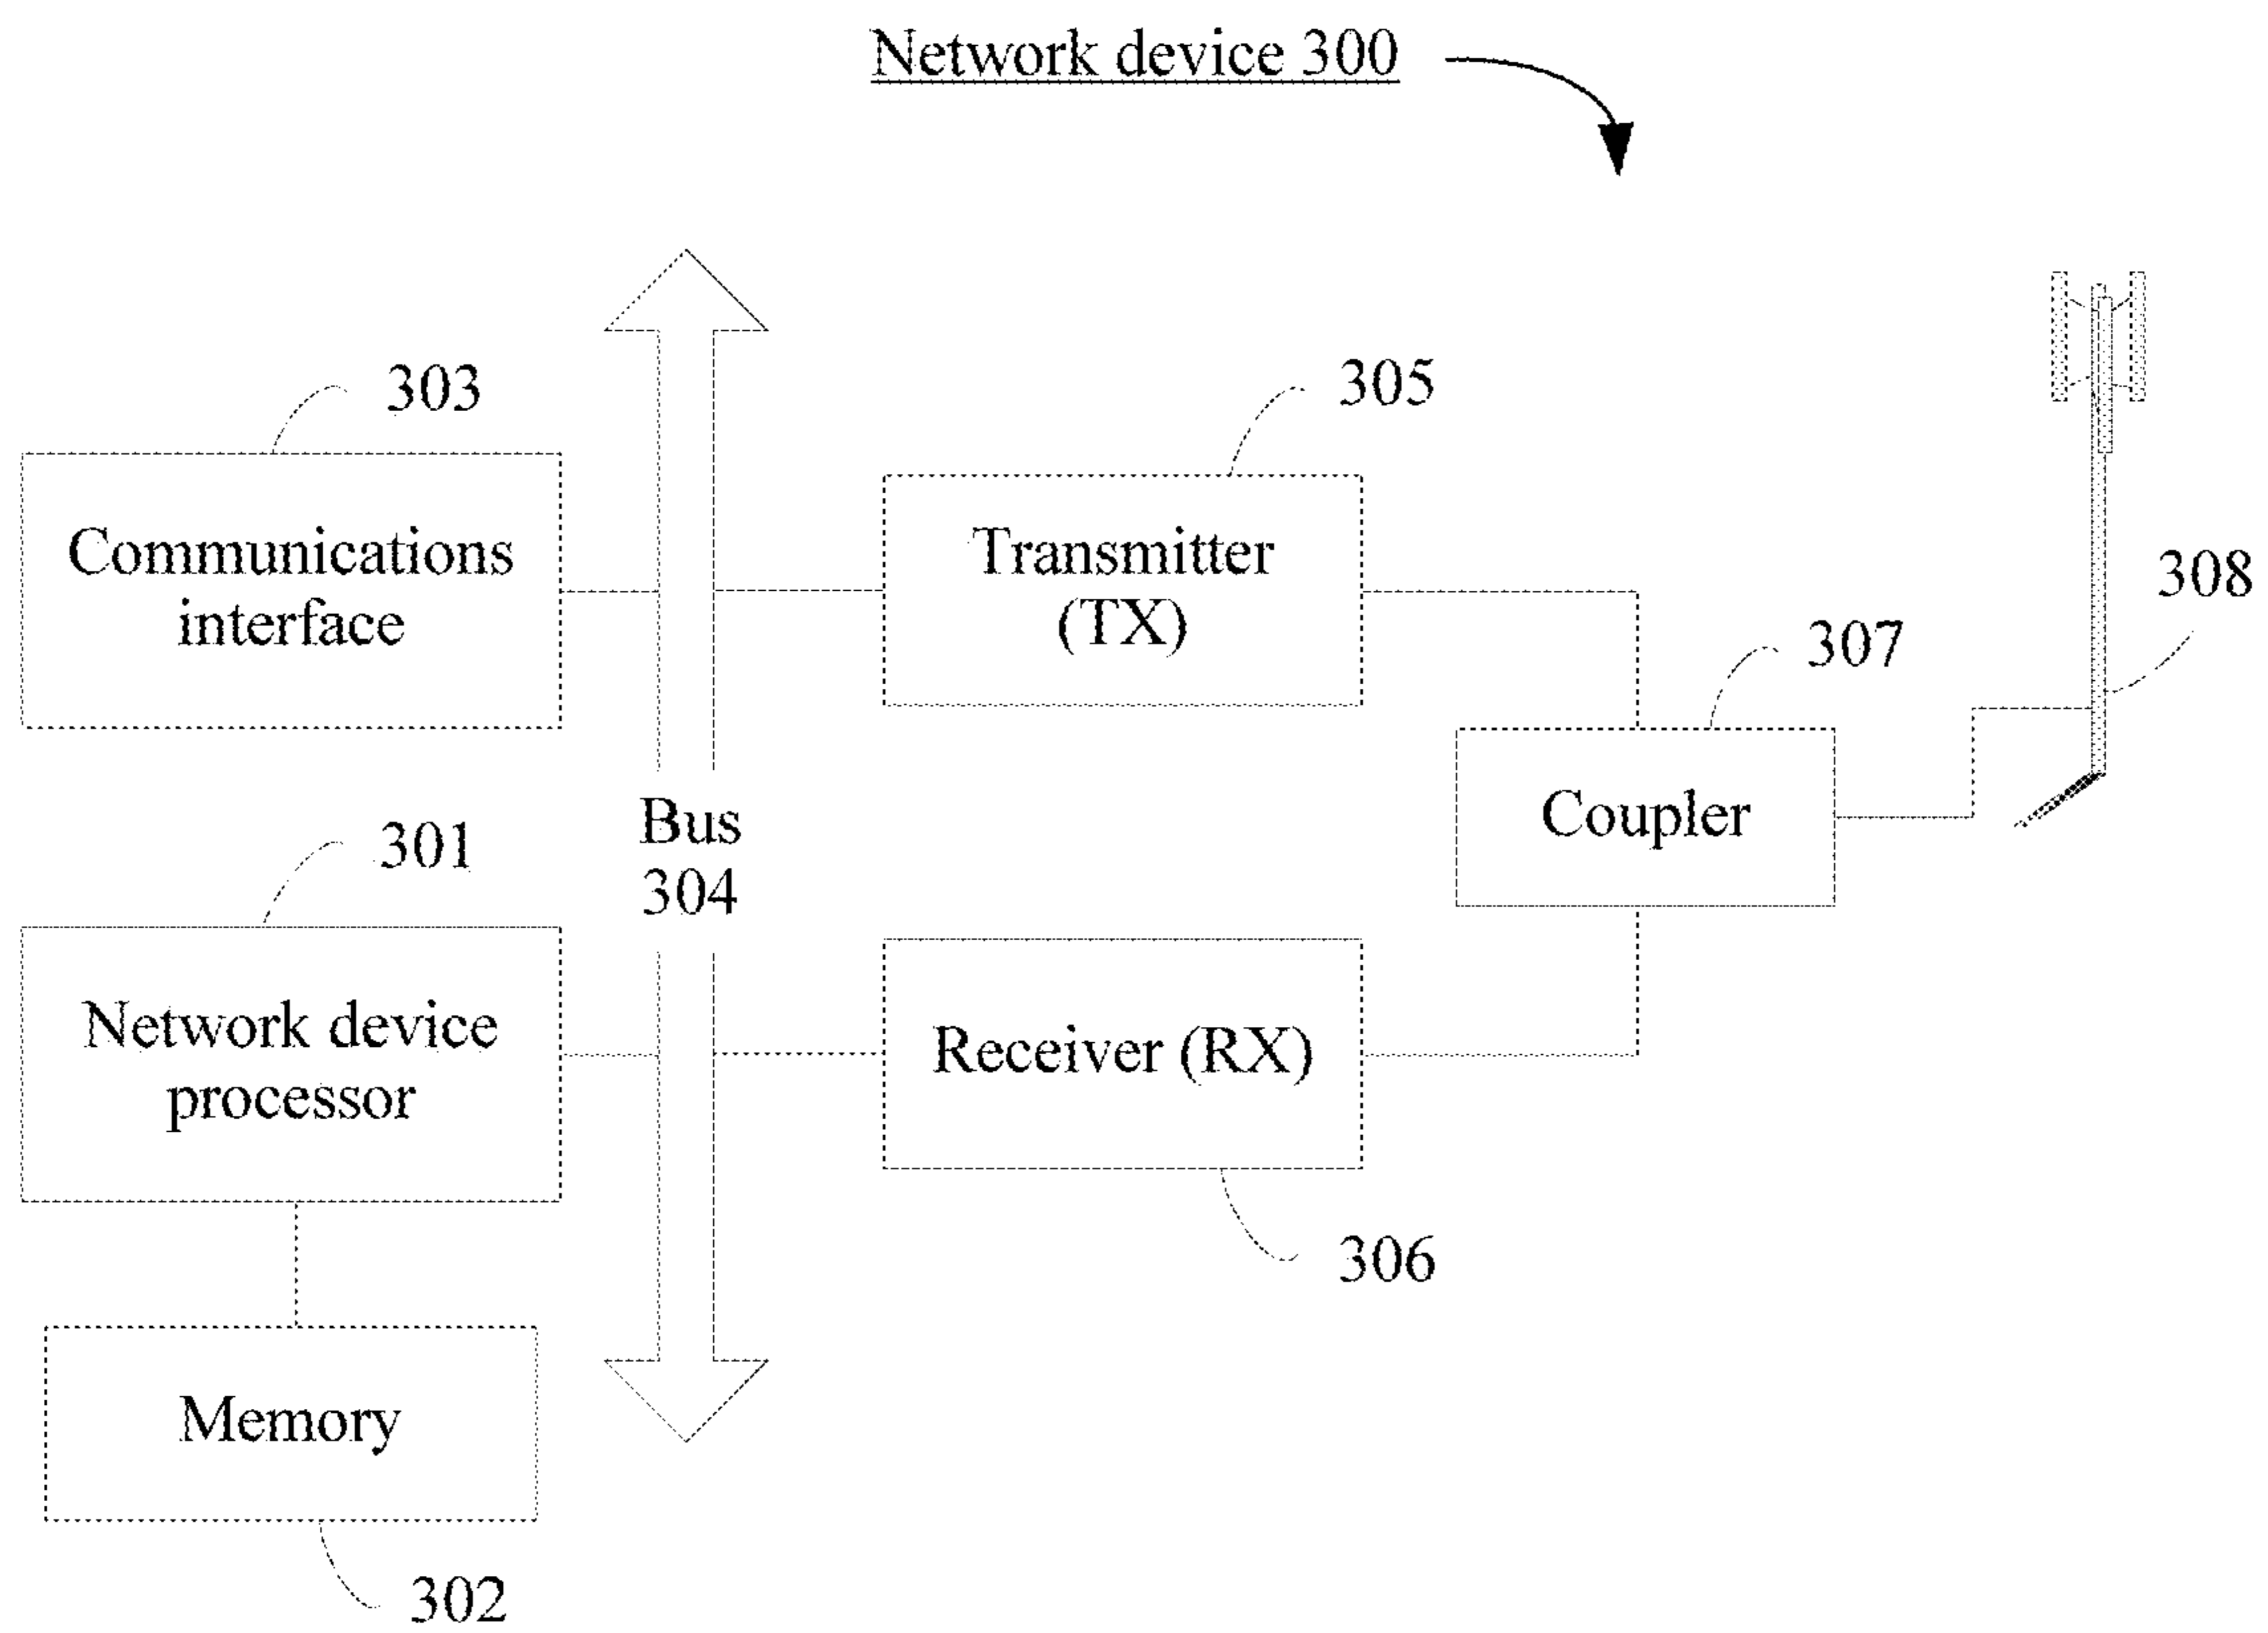 Network device 300
303
305
Communications
interface
Transmitter
(TX)
308
307
Bus
304
Coupler
301
Network device
processor
Receiver (RX)
306
Memory
302